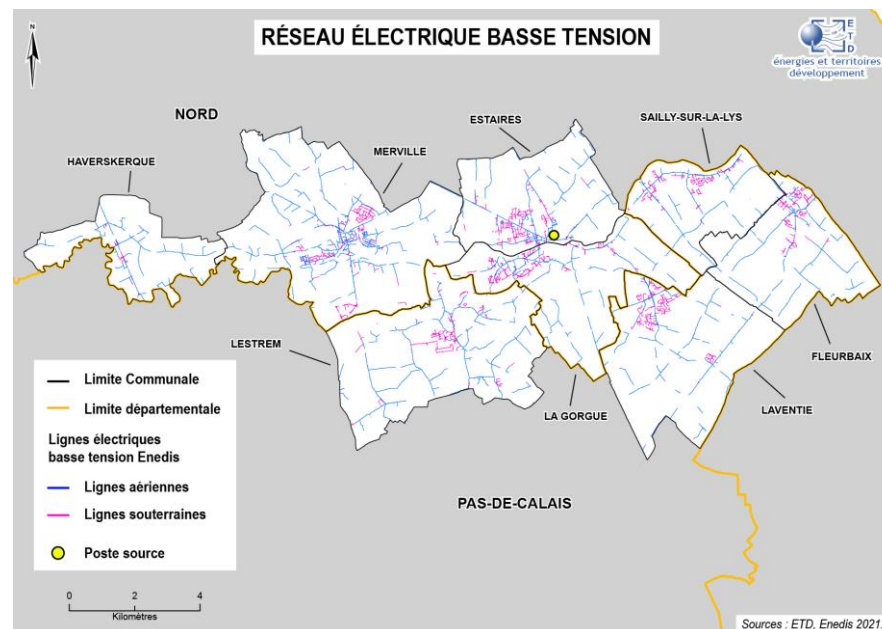 RÉSEAU ÉLECTRIQUE BASSE TENSION
N
E
T
D
énergies et territoires
développement
NORD
ESTAIRES
SAILLY-SUR-LA-LYS
MERVILLE
HAVERSKERQUE
LESTREM
FLEURBAIX
LA GORGUE
LAVENTIE
PAS-DE-CALAIS
Limite Communale
Limite départementale
Lignes électriques
basse tension Enedis
Lignes aériennes
Lignes souterraines
Poste source
0 2 4
Kilomètres
Sources : ETD, Enedis 2021.